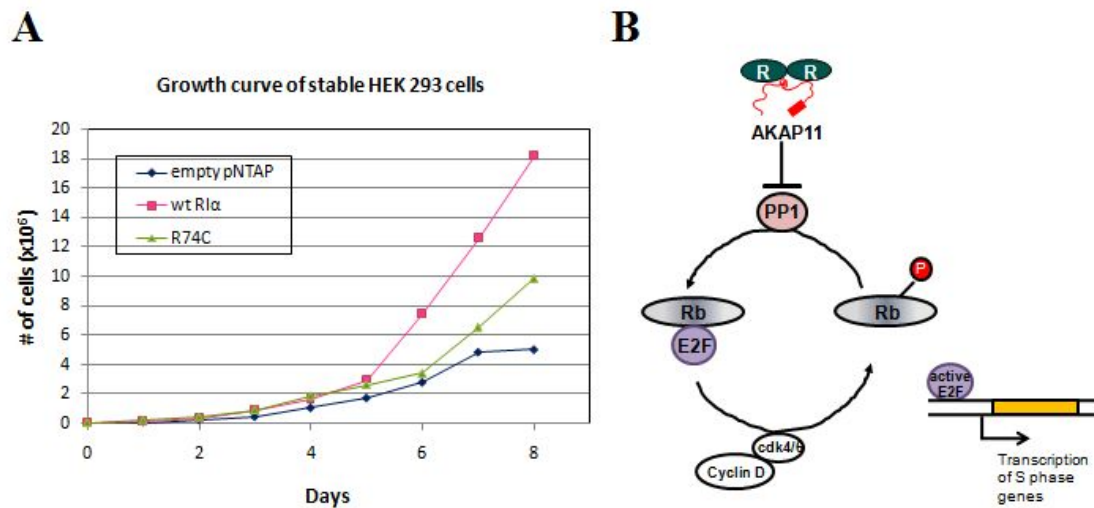 A
Growth curve of stable HEK 293 cells
# of cells (x10⁶)
20
18
16
14
12
10
8
6
4
2
0
empty pNTAP
wt RIα
R74C
0
2
4
6
8
Days
B
R
R
AKAP11
PP1
P
Rb
E2F
Rb
cdk4/6
Cyclin D
active
E2F
Transcription
of S phase
genes